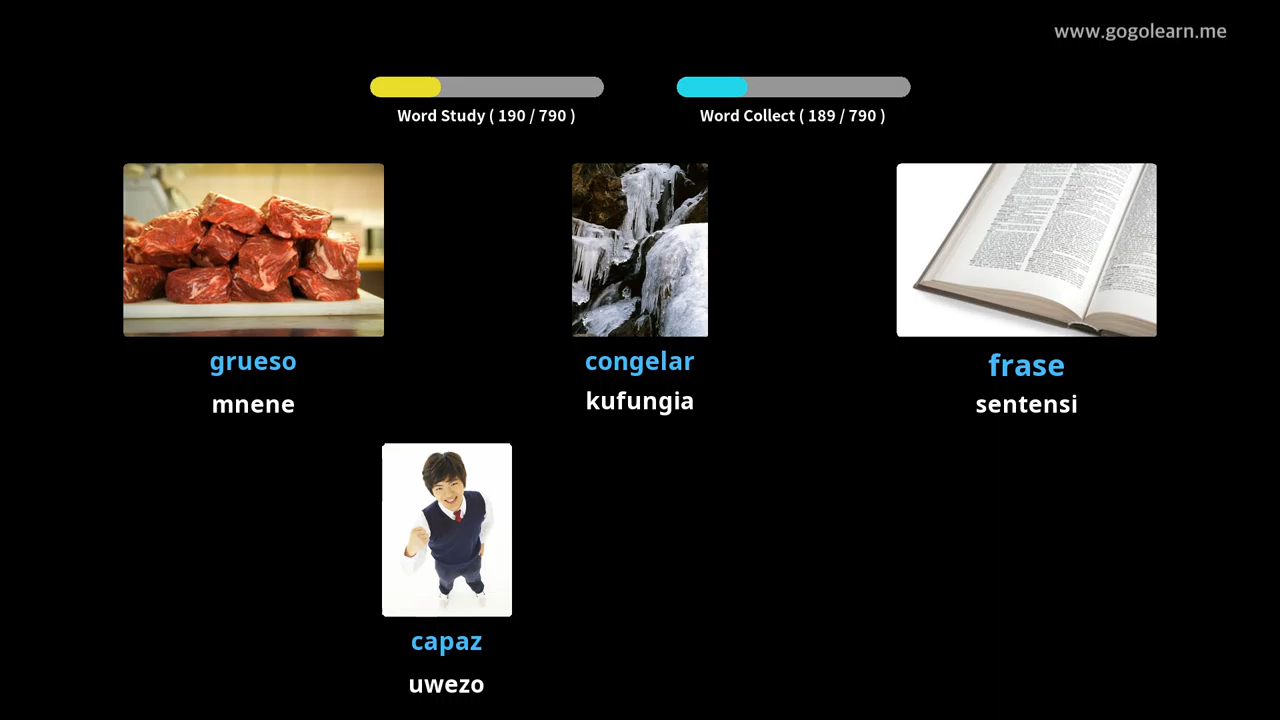 www.gogolearn.me
Word Study ( 190 / 790 )
Word Collect ( 189 / 790 )
grueso
mnene
congelar
kufungia
frase
sentensi
capaz
uwezo